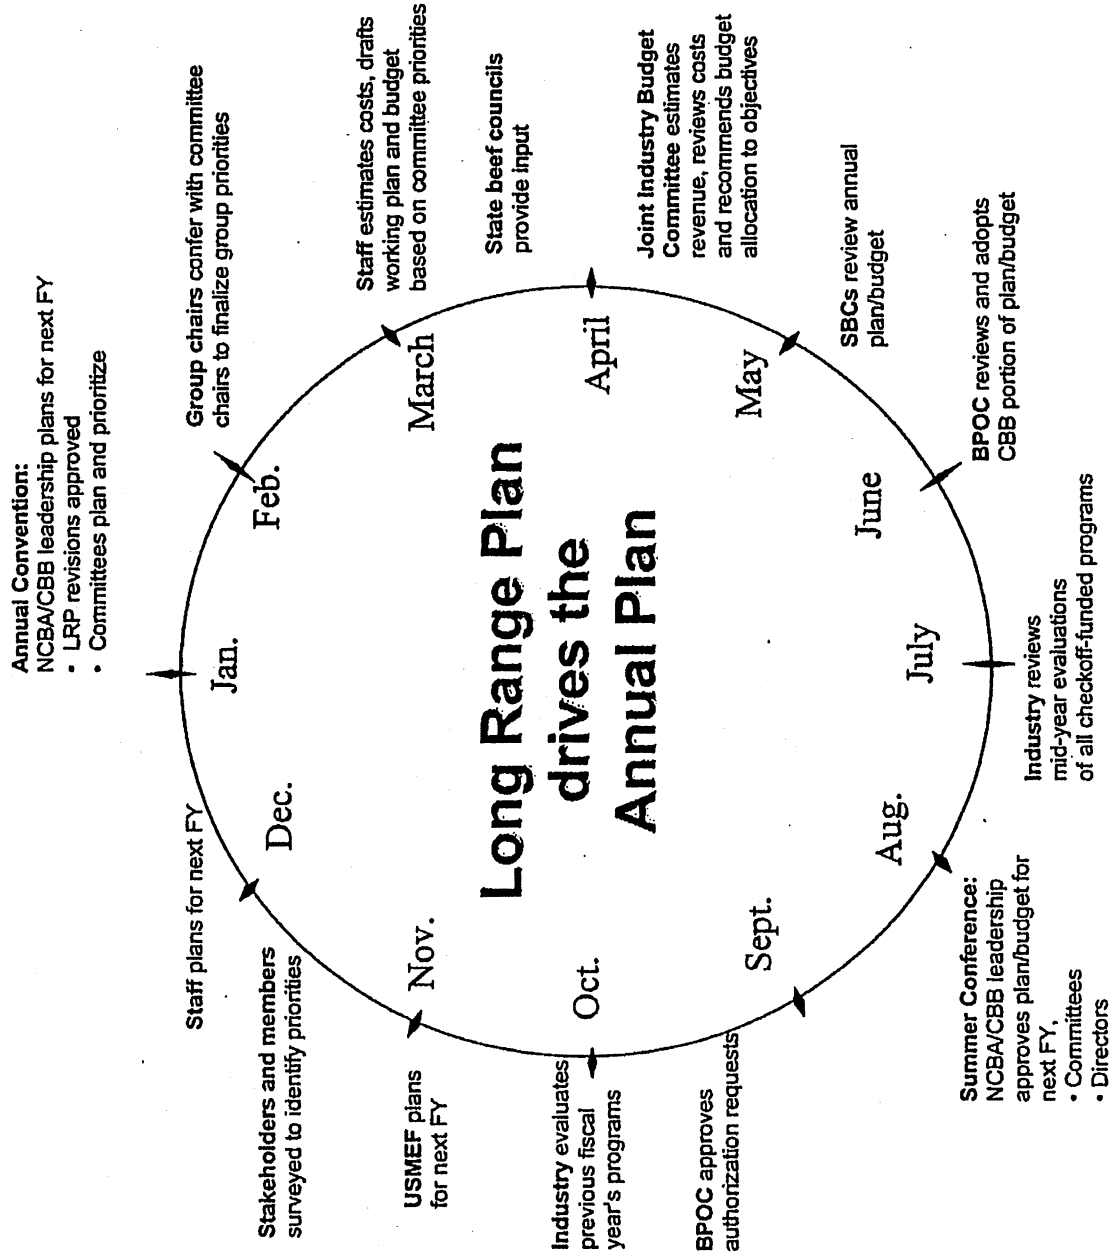 Annual Convention:
NCBA/CBB leadership plans for next FY
• LRP revisions approved
• Committees plan and prioritize
Group chairs confer with committee
chairs to finalize group priorities
Staff estimates costs, drafts
working plan and budget
based on committee priorities
State beef councils
provide input
Joint Industry Budget
Committee estimates
revenue, reviews costs
and recommends budget
allocation to objectives
SBCs review annual
plan/budget
BPOC reviews and adopts
CBB portion of plan/budget
Industry reviews
mid-year evaluations
of all checkoff-funded programs
Summer Conference:
NCBA/CBB leadership
approves plan/budget for
next FY,
• Committees
• Directors
BPOC approves
authorization requests
Industry evaluates
previous fiscal
year's programs
USMEF plans
for next FY
Stakeholders and members
surveyed to identify priorities
Staff plans for next FY
Jan.
Feb.
March
April
May
June
July
Aug.
Sept.
Oct.
Nov.
Dec.
Long Range Plan
drives the
Annual Plan